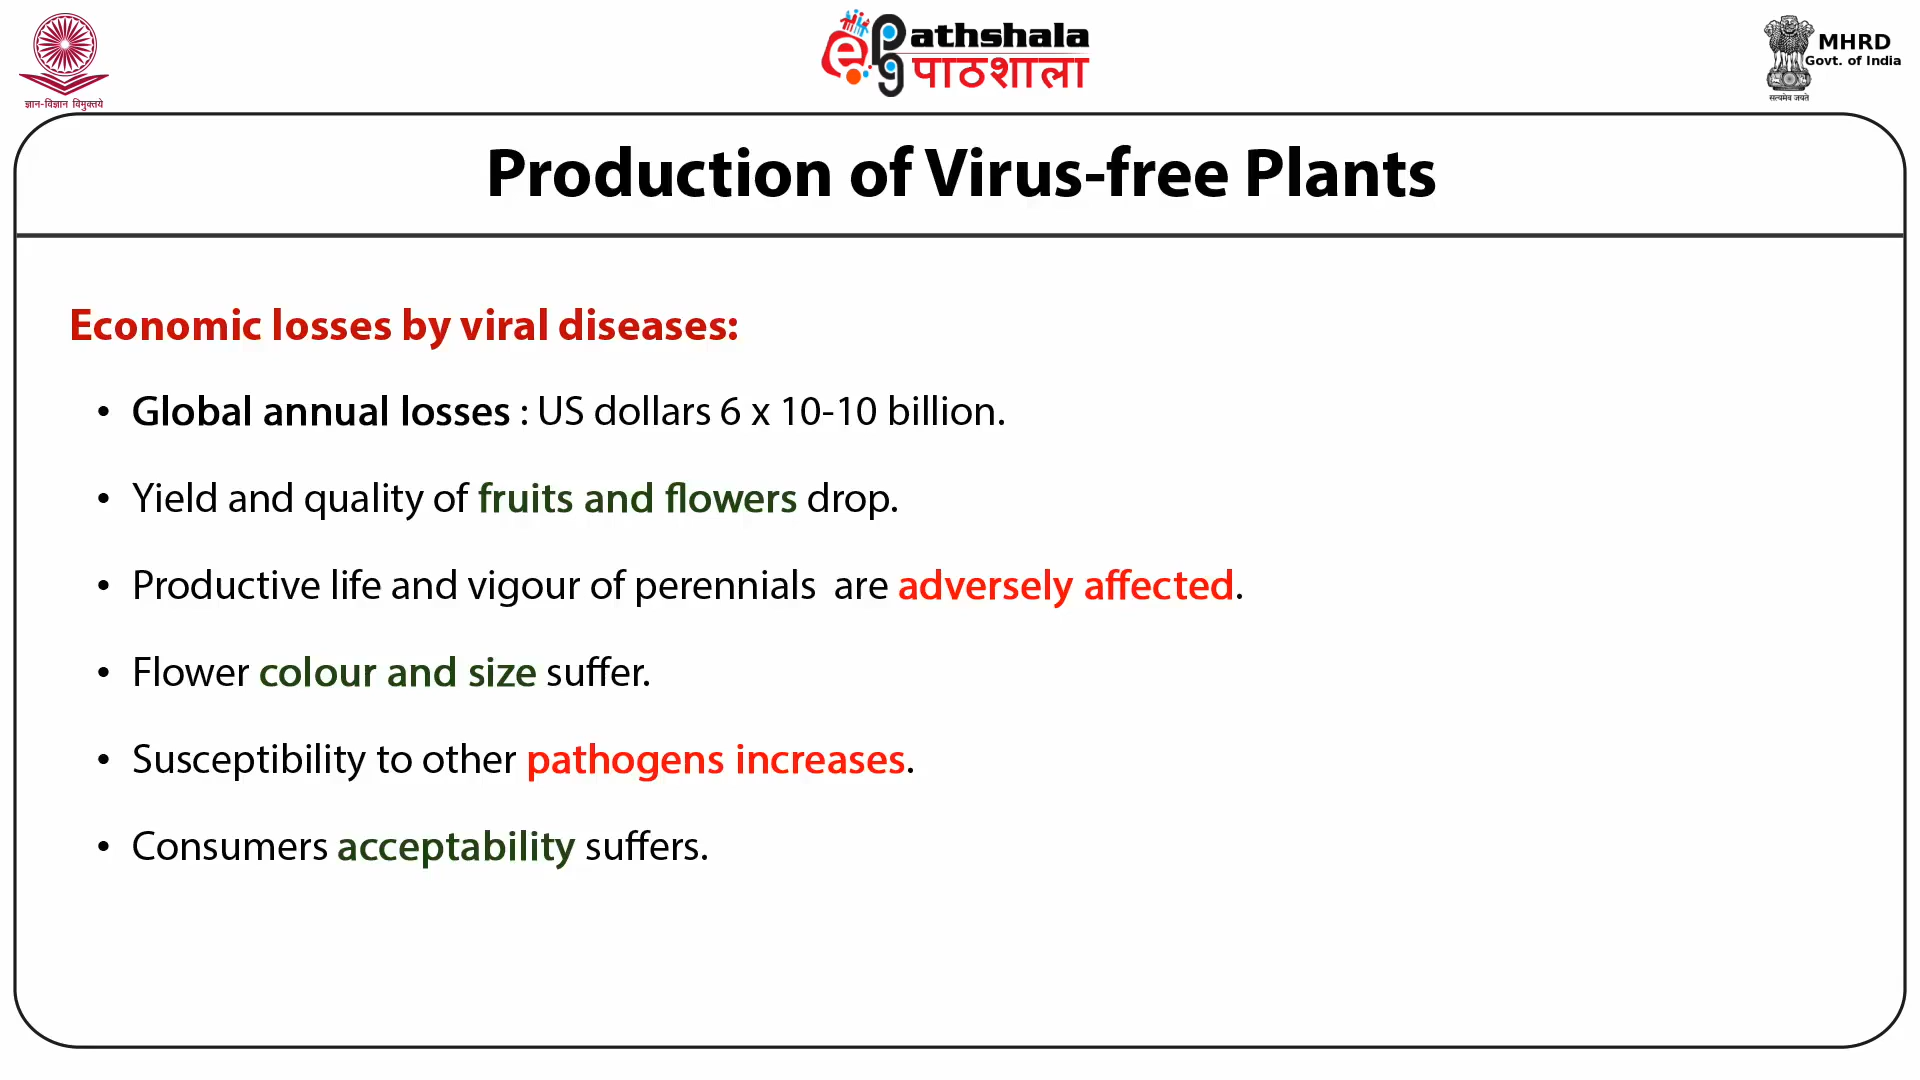 ज्ञान-विज्ञान विमुक्तये
ePG
athshala
पाठशाला
सत्यमेव जयते
MHRD
Govt. of India
Production of Virus-free Plants
Economic losses by viral diseases:
• Global annual losses : US dollars 6 x 10-10 billion.
• Yield and quality of fruits and flowers drop.
• Productive life and vigour of perennials are adversely affected.
• Flower colour and size suffer.
• Susceptibility to other pathogens increases.
• Consumers acceptability suffers.